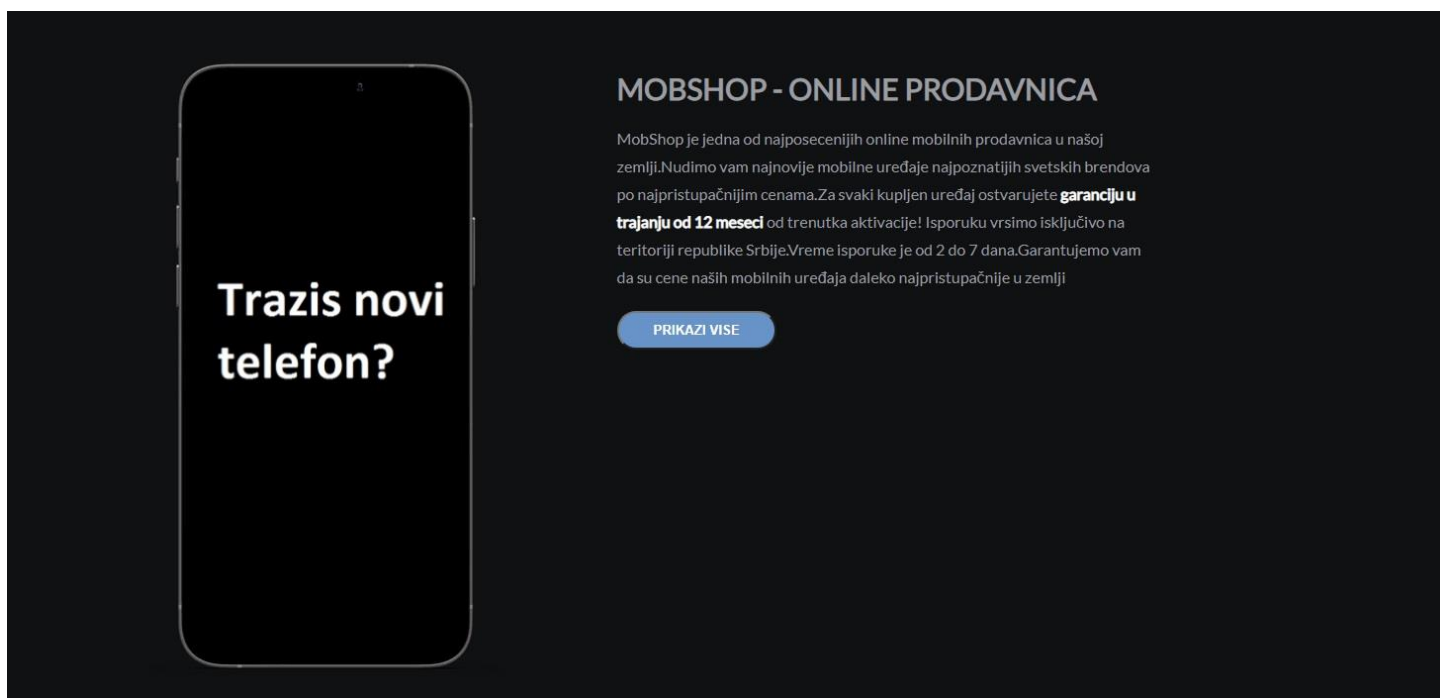 Trazis novi
telefon?
MOBSHOP - ONLINE PRODAVNICA
MobShop je jedna od najposecenijih online mobilnih prodavnica u našoj
zemlji.Nudimo vam najnovije mobilne uređaje najpoznatijih svetskih brendova
po najpristupačnijim cenama.Za svaki kupljen uređaj ostvarujete garanciju u
trajanju od 12 meseci od trenutka aktivacije! Isporuku vrsimo isključivo na
teritoriji republike Srbije.Vreme isporuke je od 2 do 7 dana.Garantujemo vam
da su cene naših mobilnih uređaja daleko najpristupačnije u zemlji
PRIKAZI VISE